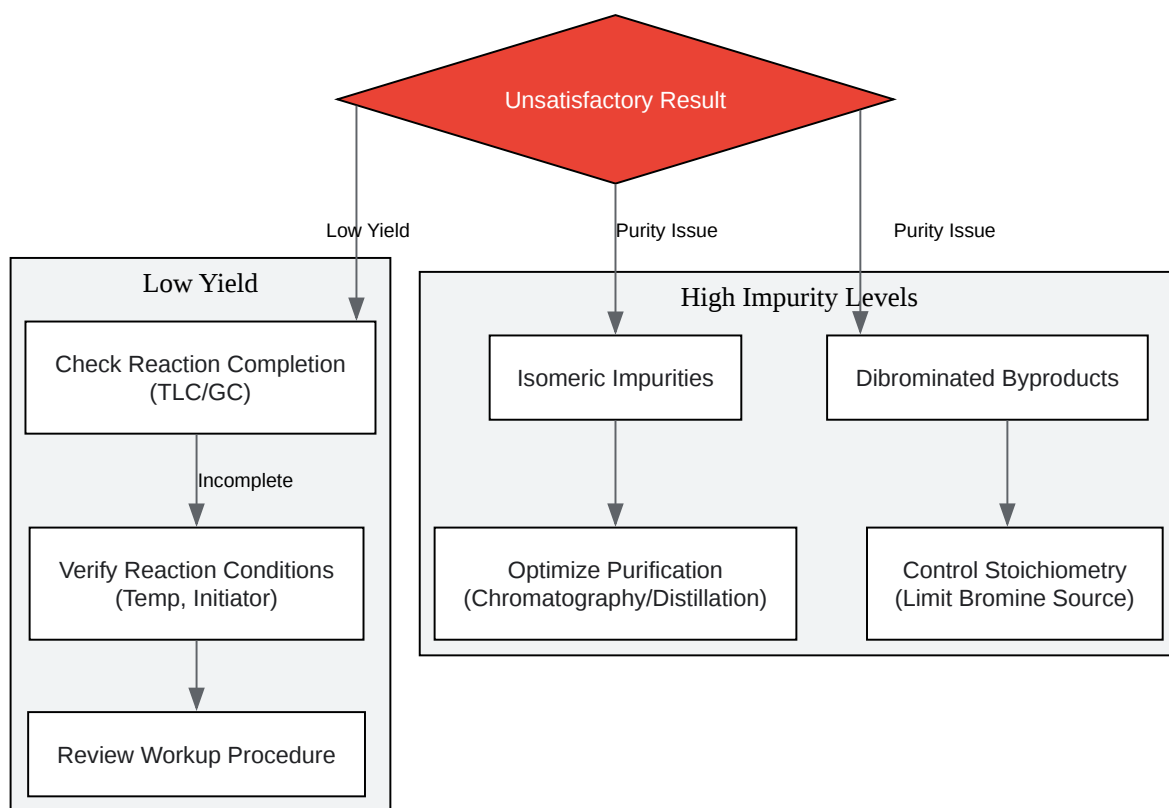 Unsatisfactory Result
Low Yield
Purity Issue
Purity Issue
Low Yield
Check Reaction Completion
(TLC/GC)
Incomplete
Verify Reaction Conditions
(Temp, Initiator)
Review Workup Procedure
High Impurity Levels
Isomeric Impurities
Dibrominated Byproducts
Optimize Purification
(Chromatography/Distillation)
Control Stoichiometry
(Limit Bromine Source)